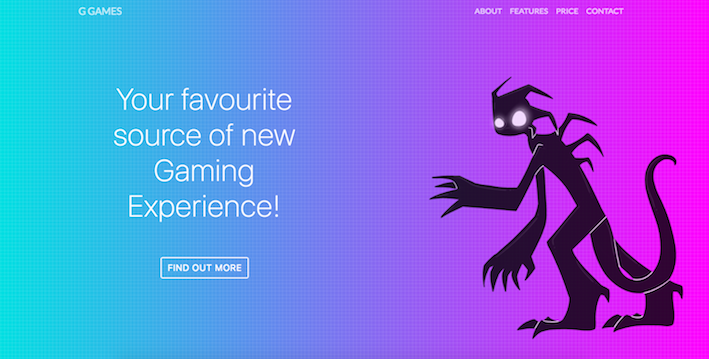 G GAMES
ABOUT FEATURES PRICE CONTACT
Your favourite
source of new
Gaming
Experience!
FIND OUT MORE